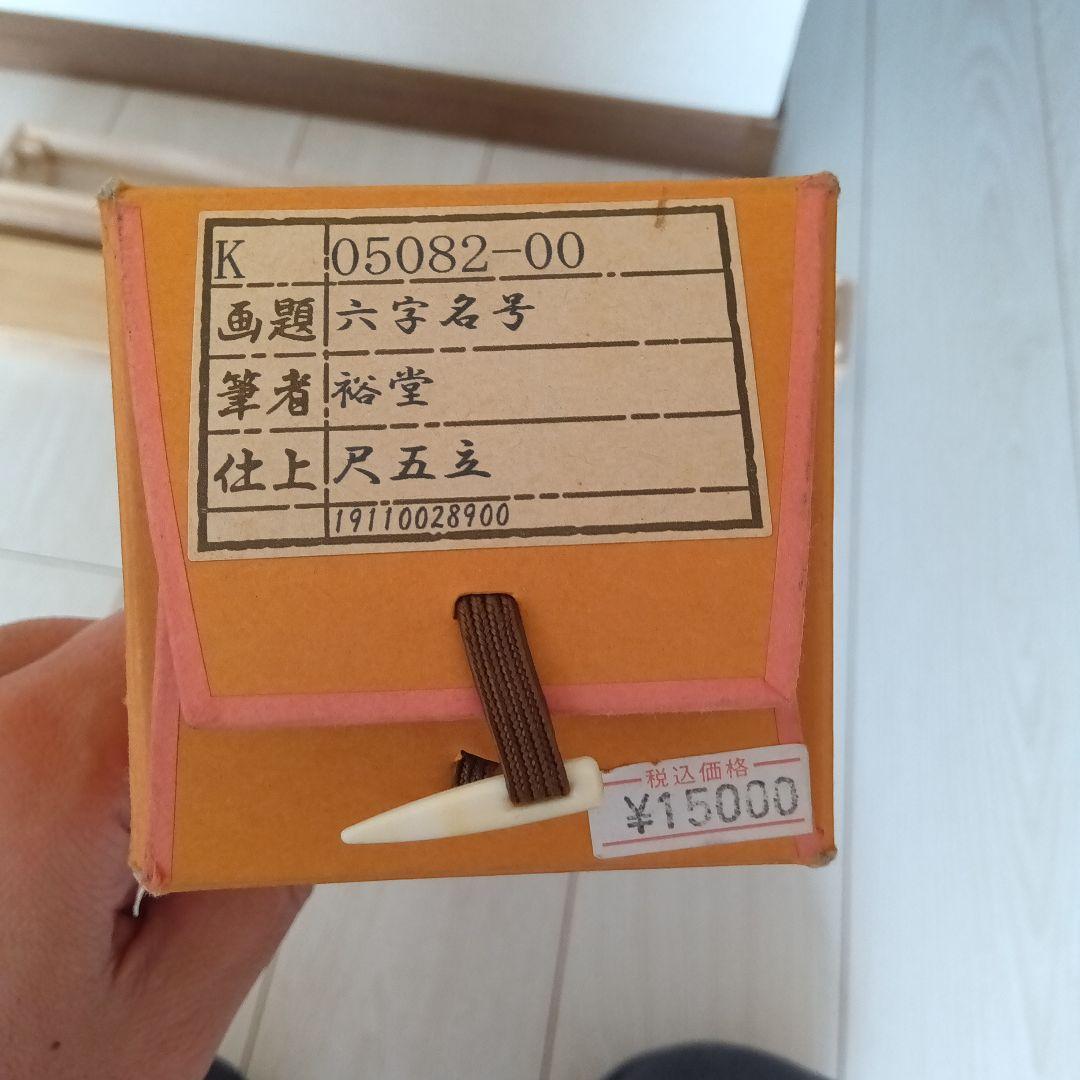 K 05082-00
画題 六字名号
筆者 裕堂
仕上 尺五立
19110028900
税込価格
¥15000